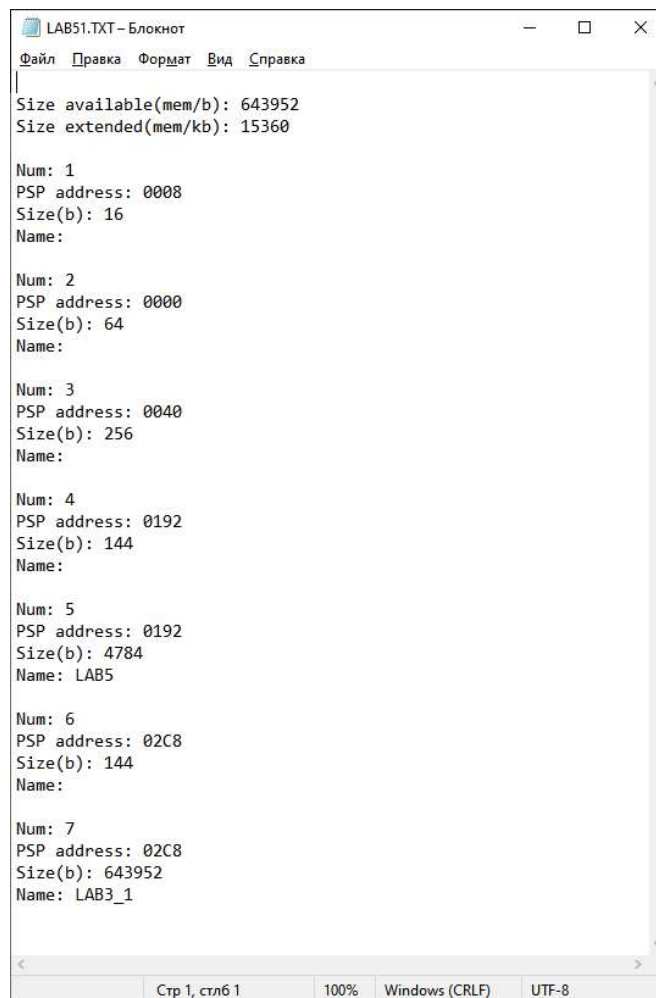 LAB51.TXT – Блокнот
Файл Правка Формат Вид Справка
Size available(mem/b): 643952
Size extended(mem/kb): 15360
Num: 1
PSP address: 0008
Size(b): 16
Name:
Num: 2
PSP address: 0000
Size(b): 64
Name:
Num: 3
PSP address: 0040
Size(b): 256
Name:
Num: 4
PSP address: 0192
Size(b): 144
Name:
Num: 5
PSP address: 0192
Size(b): 4784
Name: LAB5
Num: 6
PSP address: 02C8
Size(b): 144
Name:
Num: 7
PSP address: 02C8
Size(b): 643952
Name: LAB3_1
Стр 1, стлб 1 100% Windows (CRLF) UTF-8